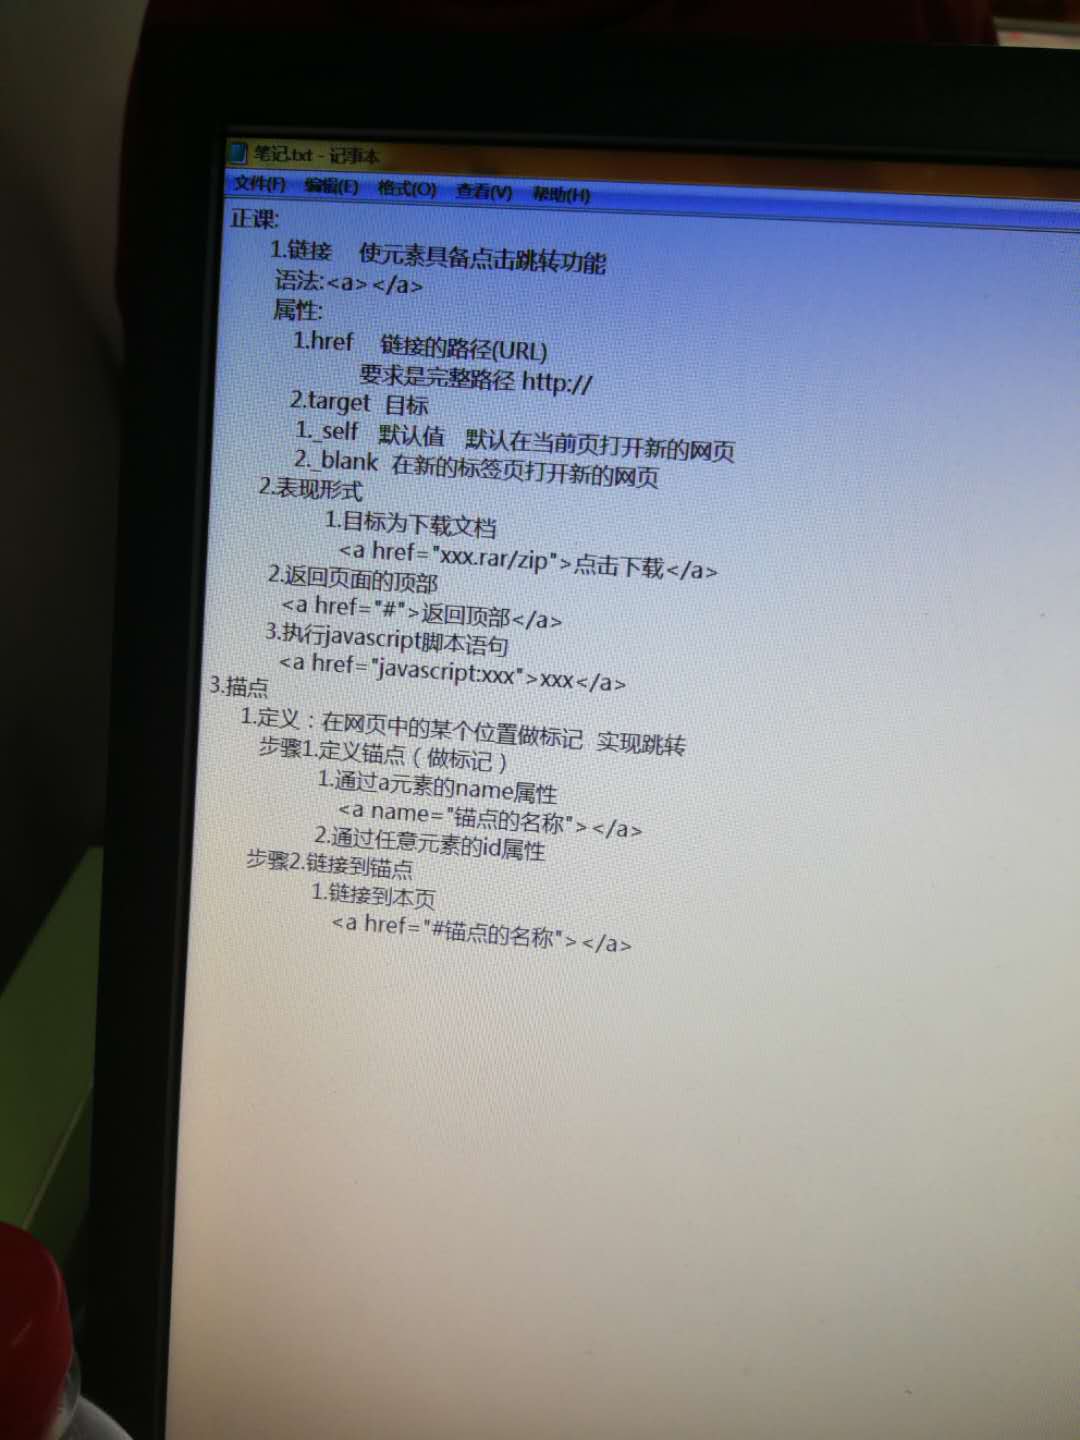 笔记.txt - 记事本
文件(F) 编辑(E) 格式(O) 查看(V) 帮助(H)
正课:
1.链接 使元素具备点击跳转功能
语法:<a></a>
属性:
1.href 链接的路径(URL)
要求是完整路径 http://
2.target 目标
1._self 默认值 默认在当前页打开新的网页
2._blank 在新的标签页打开新的网页
2.表现形式
1.目标为下载文档
<a href="xxx.rar/zip">点击下载</a>
2.返回页面的顶部
<a href="#">返回顶部</a>
3.执行javascript脚本语句
<a href="javascript:xxx">xxx</a>
3.描点
1.定义：在网页中的某个位置做标记 实现跳转
步骤1.定义锚点（做标记）
1.通过a元素的name属性
<a name="锚点的名称"></a>
2.通过任意元素的id属性
步骤2.链接到锚点
1.链接到本页
<a href="#锚点的名称"></a>